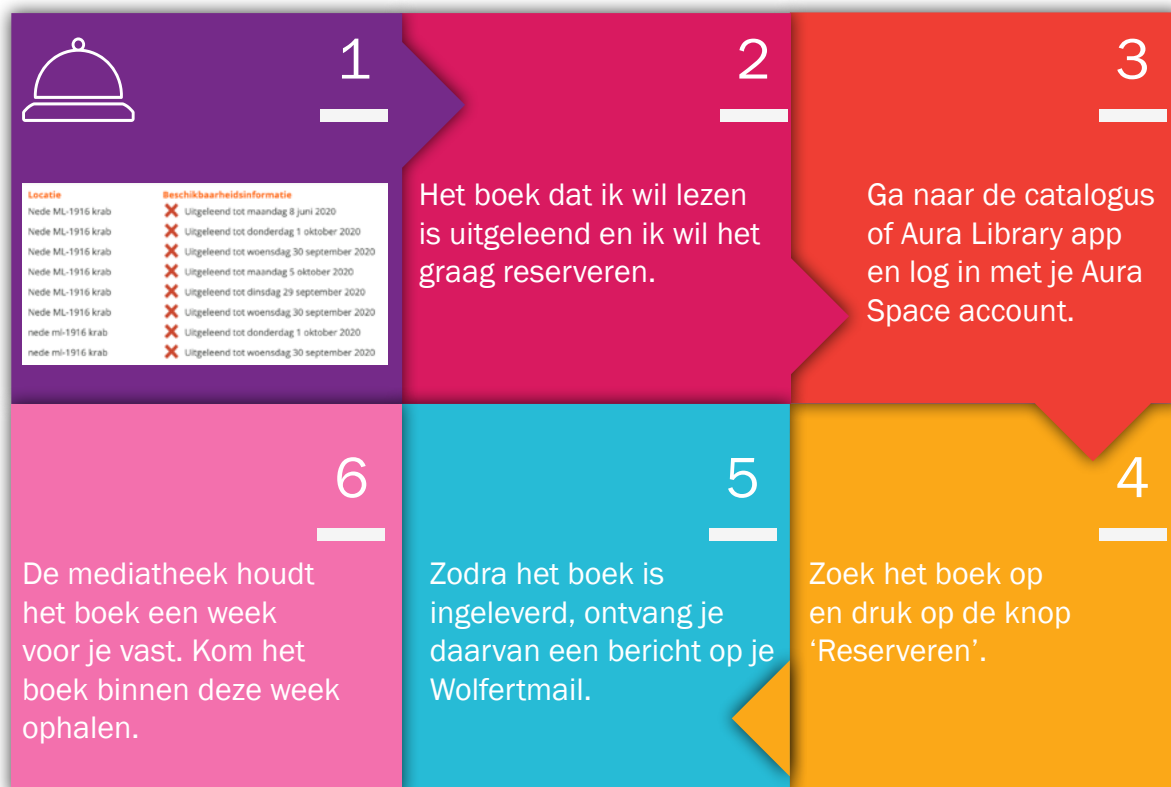 1
Locatie Beschikbaarheidsinformatie
Nede ML-1916 krab Uitgeleend tot maandag 8 juni 2020
Nede ML-1916 krab Uitgeleend tot donderdag 1 oktober 2020
Nede ML-1916 krab Uitgeleend tot woensdag 30 september 2020
Nede ML-1916 krab Uitgeleend tot maandag 5 oktober 2020
Nede ML-1916 krab Uitgeleend tot dinsdag 29 september 2020
Nede ML-1916 krab Uitgeleend tot woensdag 30 september 2020
nede ml-1916 krab Uitgeleend tot donderdag 1 oktober 2020
nede ml-1916 krab Uitgeleend tot woensdag 30 september 2020
2
Het boek dat ik wil lezen
is uitgeleend en ik wil het
graag reserveren.
3
Ga naar de catalogus
of Aura Library app
en log in met je Aura
Space account.
4
Zoek het boek op
en druk op de knop
‘Reserveren’.
5
Zodra het boek is
ingeleverd, ontvang je
daarvan een bericht op je
Wolfertmail.
6
De mediatheek houdt
het boek een week
voor je vast. Kom het
boek binnen deze week
ophalen.